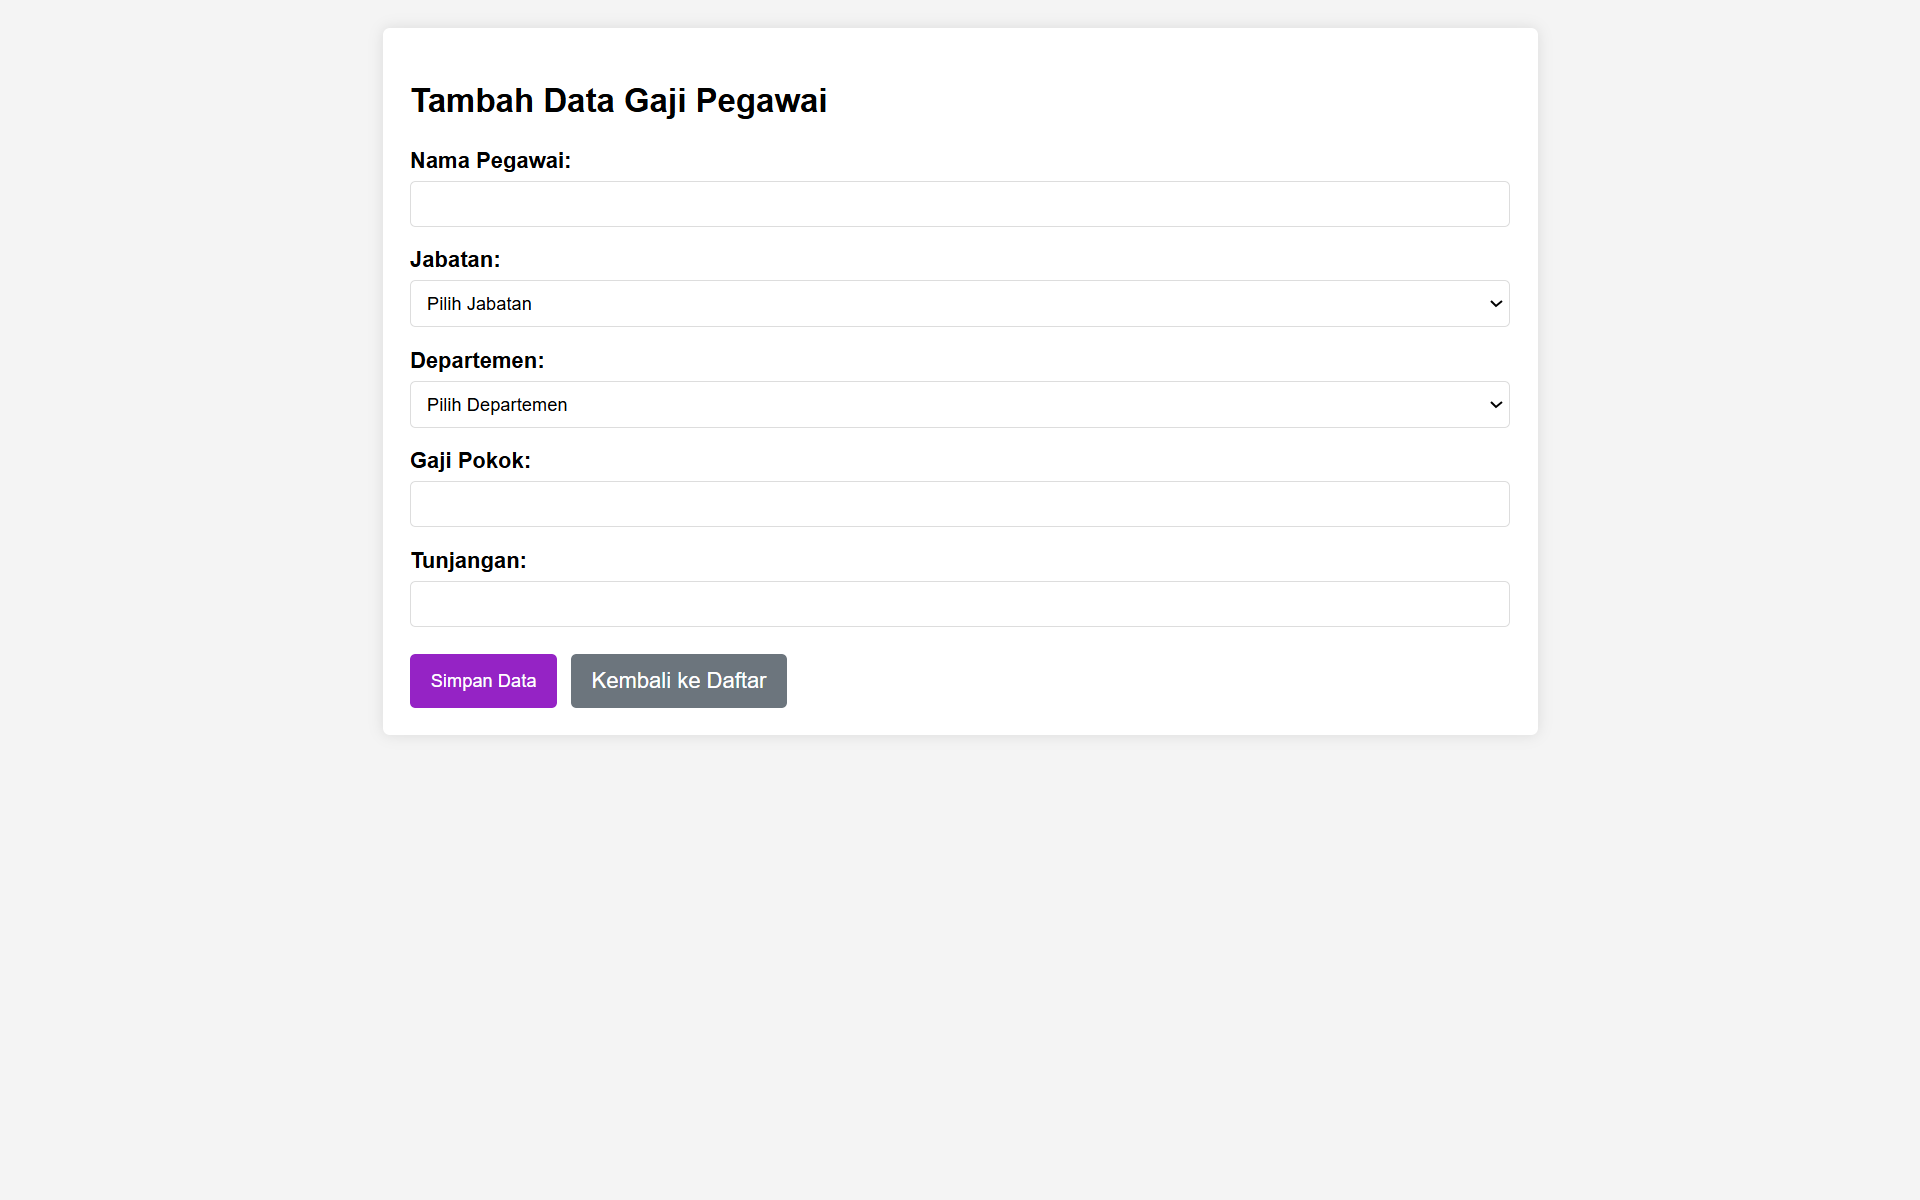 Tambah Data Gaji Pegawai
Nama Pegawai:
Jabatan:
Pilih Jabatan
Departemen:
Pilih Departemen
Gaji Pokok:
Tunjangan:
Simpan Data Kembali ke Daftar